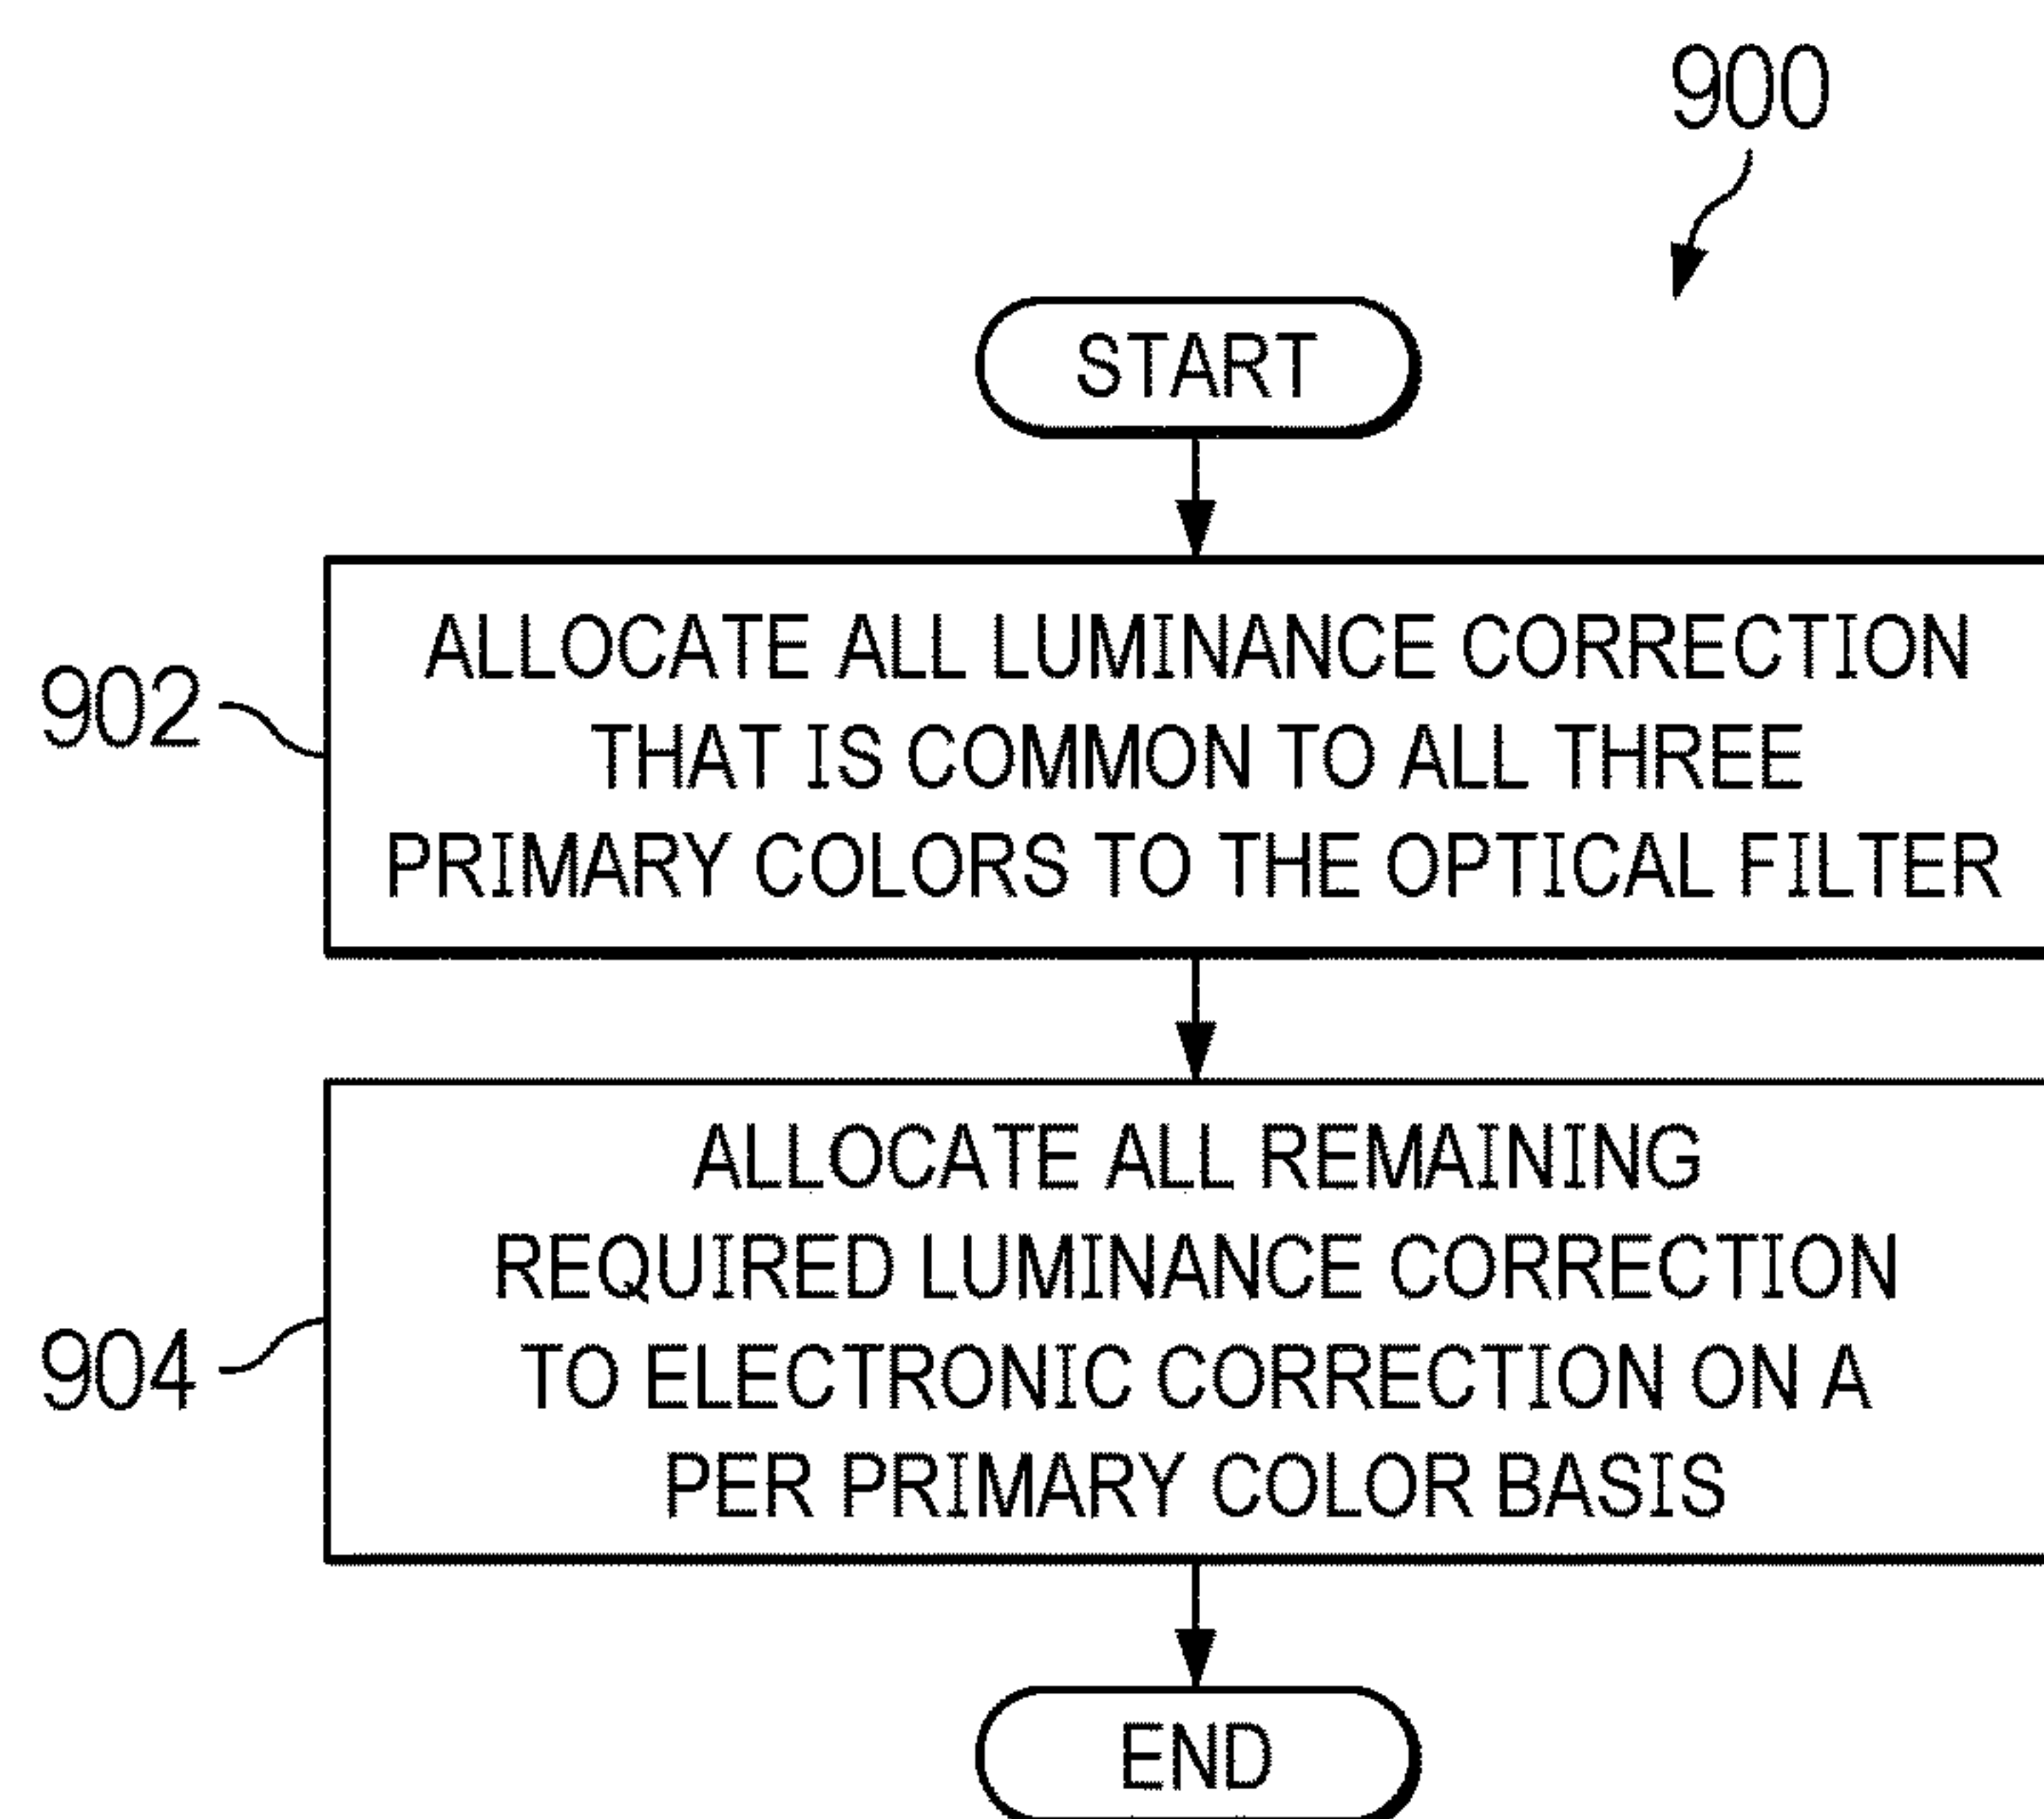 900
START
902
ALLOCATE ALL LUMINANCE CORRECTION
THAT IS COMMON TO ALL THREE
PRIMARY COLORS TO THE OPTICAL FILTER
904
ALLOCATE ALL REMAINING
REQUIRED LUMINANCE CORRECTION
TO ELECTRONIC CORRECTION ON A
PER PRIMARY COLOR BASIS
END